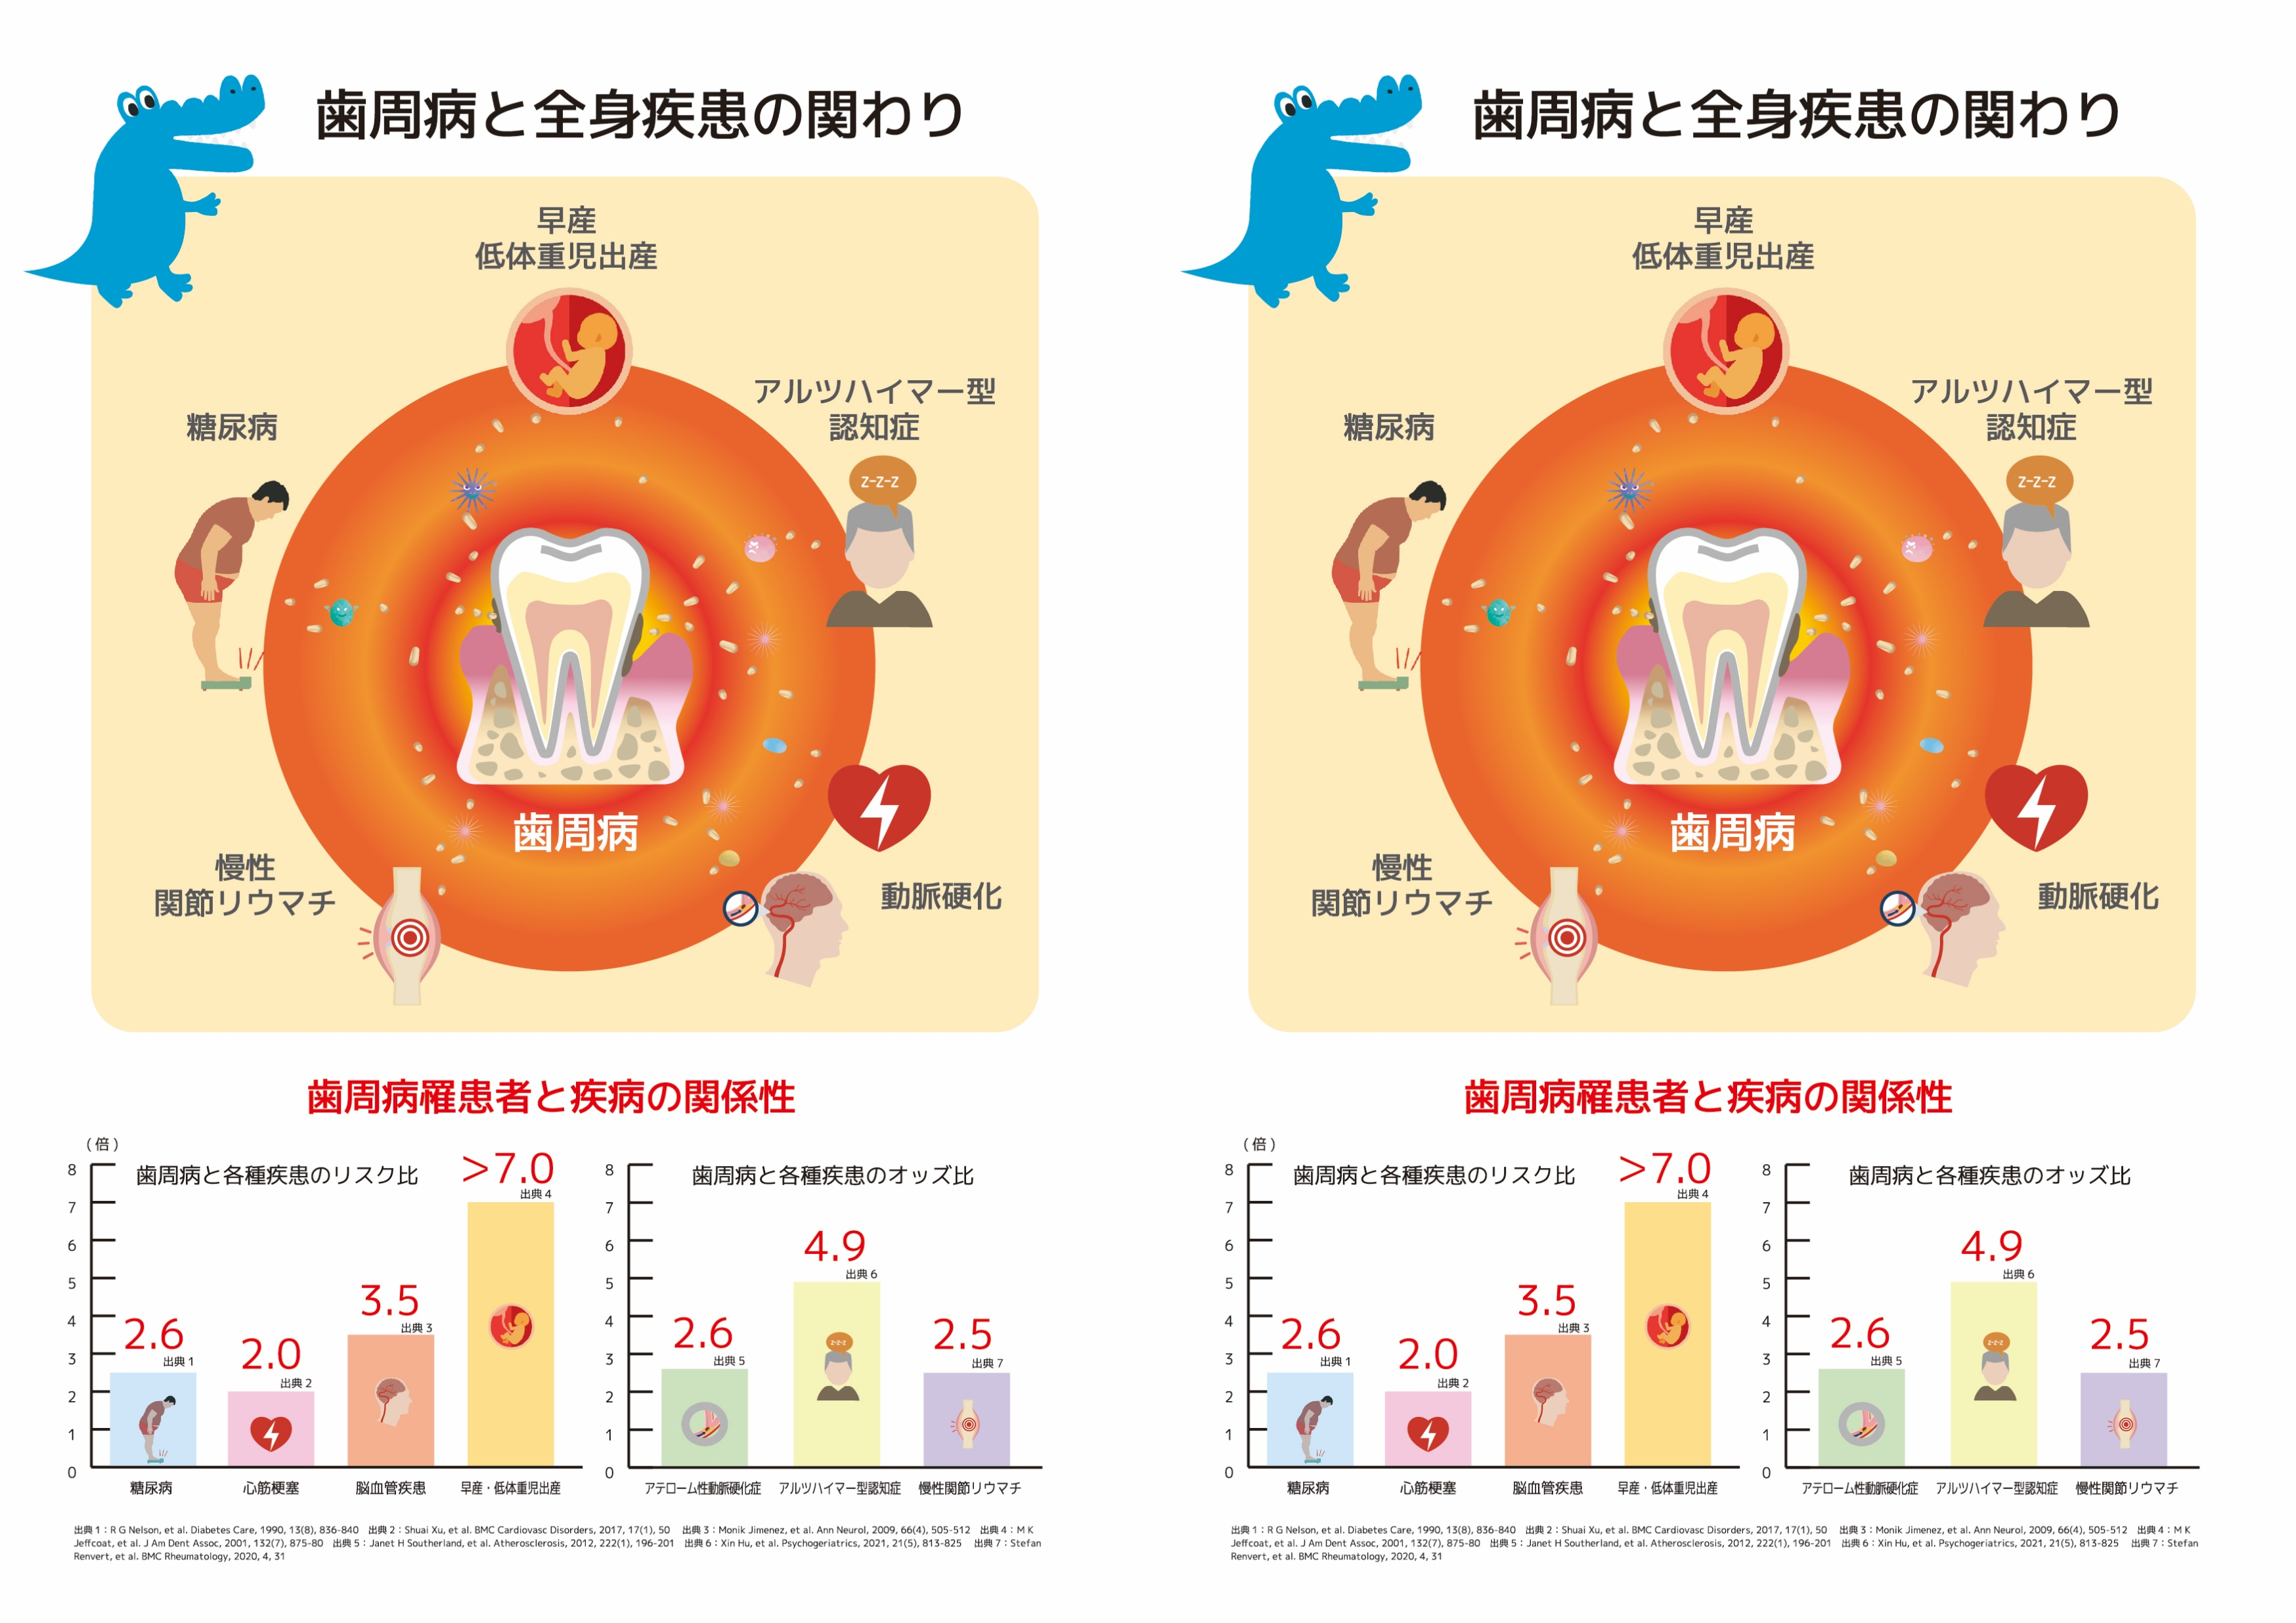 歯周病と全身疾患の関わり
早産
低体重児出産
アルツハイマー型
認知症
糖尿病
z-z-z
歯周病
慢性
関節リウマチ
動脈硬化
歯周病罹患者と疾病の関係性
(倍)
歯周病と各種疾患のリスク比
8
7
6
5
4
3
2
1
0
2.6
出典1
2.0
出典2
3.5
出典3
>7.0
出典4
糖尿病
心筋梗塞
脳血管疾患
早産・低体重児出産
歯周病と各種疾患のオッズ比
8
7
6
5
4
3
2
1
0
2.6
出典5
4.9
出典6
z-z-z
2.5
出典7
アテローム性動脈硬化症
アルツハイマー型認知症
慢性関節リウマチ
出典1:R G Nelson, et al. Diabetes Care, 1990, 13(8), 836-840 出典2:Shuai Xu, et al. BMC Cardiovasc Disorders, 2017, 17(1), 50 出典3:Monik Jimenez, et al. Ann Neurol, 2009, 66(4), 505-512 出典4:M K
Jeffcoat, et al. J Am Dent Assoc, 2001, 132(7), 875-80 出典5:Janet H Southerland, et al. Atherosclerosis, 2012, 222(1), 196-201 出典6:Xin Hu, et al. Psychogeriatrics, 2021, 21(5), 813-825 出典7:Stefan
Renvert, et al. BMC Rheumatology, 2020, 4, 31
歯周病と全身疾患の関わり
早産
低体重児出産
アルツハイマー型
認知症
糖尿病
z-z-z
歯周病
慢性
関節リウマチ
動脈硬化
歯周病罹患者と疾病の関係性
(倍)
歯周病と各種疾患のリスク比
8
7
6
5
4
3
2
1
0
2.6
出典1
2.0
出典2
3.5
出典3
>7.0
出典4
糖尿病
心筋梗塞
脳血管疾患
早産・低体重児出産
歯周病と各種疾患のオッズ比
8
7
6
5
4
3
2
1
0
2.6
出典5
4.9
出典6
z-z-z
2.5
出典7
アテローム性動脈硬化症
アルツハイマー型認知症
慢性関節リウマチ
出典1:R G Nelson, et al. Diabetes Care, 1990, 13(8), 836-840 出典2:Shuai Xu, et al. BMC Cardiovasc Disorders, 2017, 17(1), 50 出典3:Monik Jimenez, et al. Ann Neurol, 2009, 66(4), 505-512 出典4:M K
Jeffcoat, et al. J Am Dent Assoc, 2001, 132(7), 875-80 出典5:Janet H Southerland, et al. Atherosclerosis, 2012, 222(1), 196-201 出典6:Xin Hu, et al. Psychogeriatrics, 2021, 21(5), 813-825 出典7:Stefan
Renvert, et al. BMC Rheumatology, 2020, 4, 31